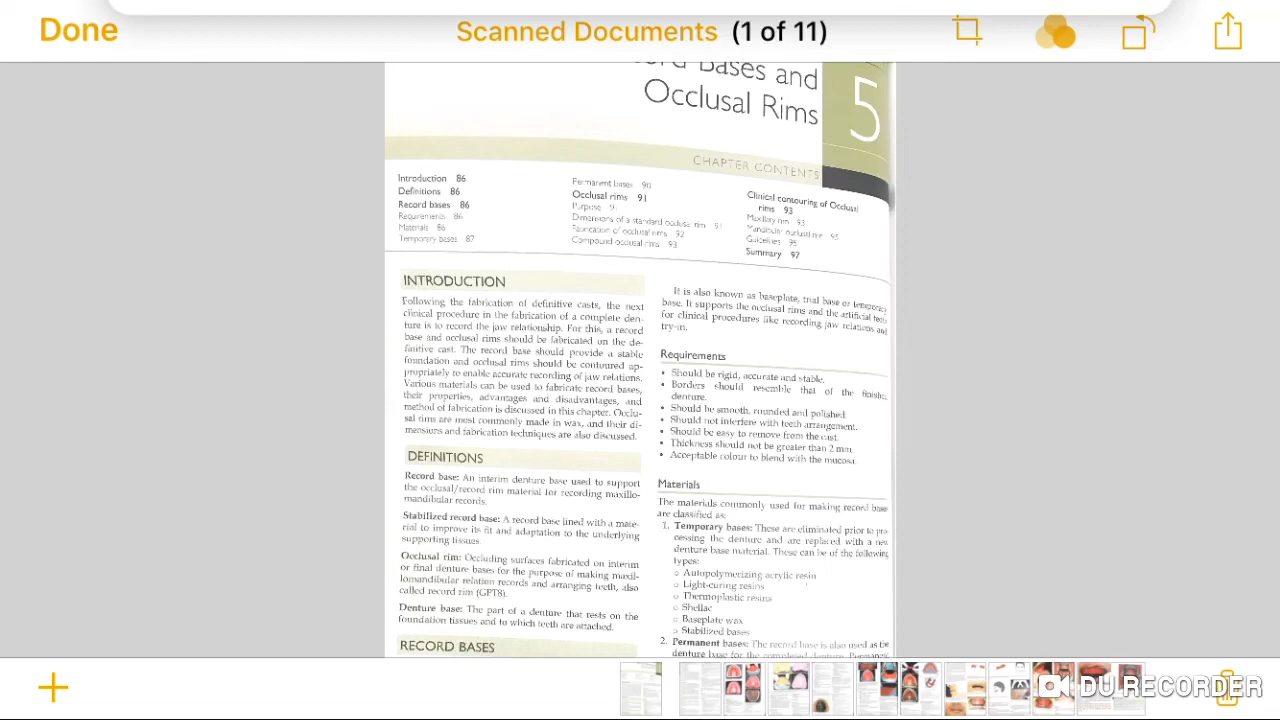 Done
Scanned Documents (1 of 11)
Bases and
Occlusal Rims
5
CHAPTER CONTENTS
Introduction 86
Definitions 86
Record bases 86
Requirements 86
Materials 86
Temporary bases 87
Permanent bases 90
Occlusal rims 91
Purpose 91
Dimensions of a standard occlusal rim 91
Fabrication of occlusal rims 92
Compound occlusal rims 93
Clinical contouring of Occlusal
rims 93
Maxillary rim 93
Mandibular occlusal rim 95
Guidelines 95
Summary 97
INTRODUCTION
Following the fabrication of definitive casts, the next
clinical procedure in the fabrication of a complete den-
ture is to record the jaw relationship. For this, a record
base and occlusal rims should be fabricated on the de-
finitive cast. The record base should provide a stable
foundation and occlusal rims should be contoured ap-
propriately to enable accurate recording of jaw relations.
Various materials can be used to fabricate record bases,
their properties, advantages and disadvantages, and
method of fabrication is discussed in this chapter. Occlu-
sal rims are most commonly made in wax, and their di-
mensions and fabrication techniques are also discussed.
DEFINITIONS
Record base: An interim denture base used to support
the occlusal/record rim material for recording maxillo-
mandibular records.
Stabilized record base: A record base lined with a mate-
rial to improve its fit and adaptation to the underlying
supporting tissues.
Occlusal rim: Occluding surfaces fabricated on interim
or final denture bases for the purpose of making maxil-
lomandibular relation records and arranging teeth, also
called record rim (GPT8).
Denture base: The part of a denture that rests on the
foundation tissues and to which teeth are attached.
RECORD BASES
It is also known as baseplate, trial base or temporary
base. It supports the occlusal rims and the artificial teeth
for clinical procedures like recording jaw relations and
try-in.
Requirements
• Should be rigid, accurate and stable.
• Borders should resemble that of the finished
denture.
• Should be smooth, rounded and polished.
• Should not interfere with teeth arrangement.
• Should be easy to remove from the cast.
• Thickness should not be greater than 2 mm.
• Acceptable colour to blend with the mucosa.
Materials
The materials commonly used for making record base
are classified as:
1. Temporary bases: These are eliminated prior to pro-
cessing the denture and are replaced with a new
denture base material. These can be of the following
types:
○ Autopolymerizing acrylic resin
○ Light-curing resins
○ Thermoplastic resins
○ Shellac
○ Baseplate wax
○ Stabilized bases
2. Permanent bases: The record base is also used as the
denture base for the completed denture.
DU RECORDER